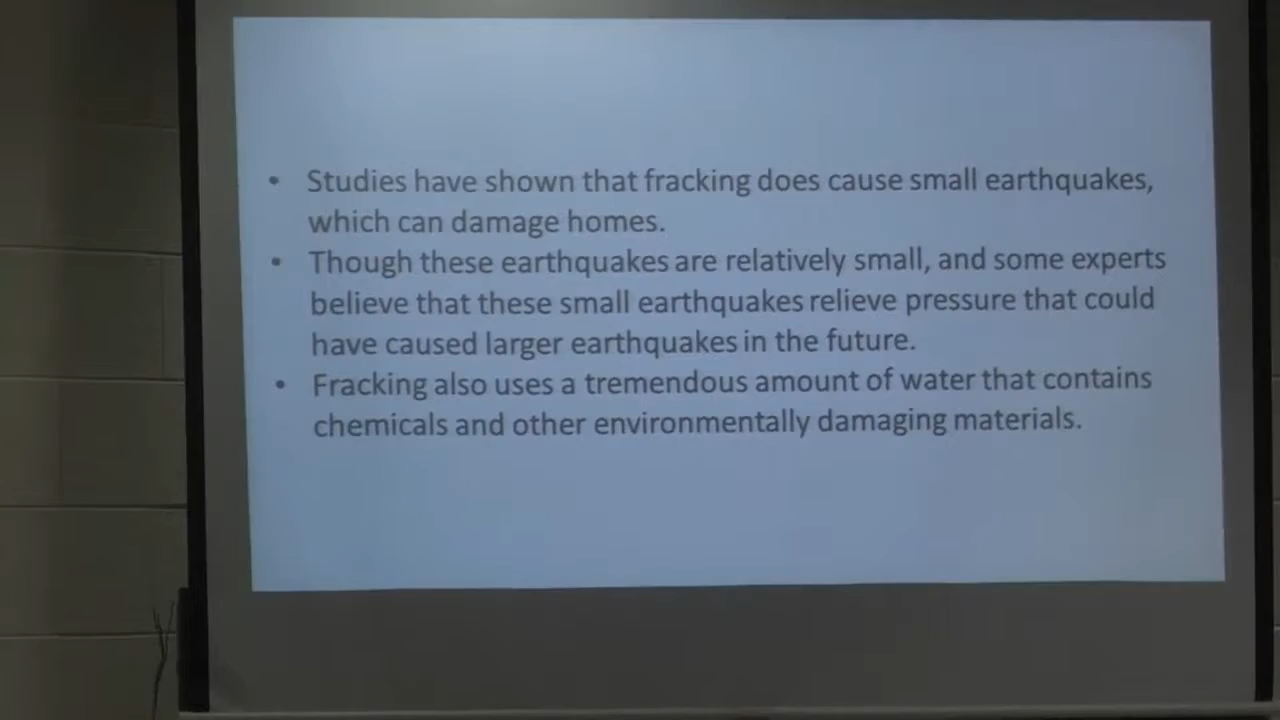 • Studies have shown that fracking does cause small earthquakes,
which can damage homes.
• Though these earthquakes are relatively small, and some experts
believe that these small earthquakes relieve pressure that could
have caused larger earthquakes in the future.
• Fracking also uses a tremendous amount of water that contains
chemicals and other environmentally damaging materials.